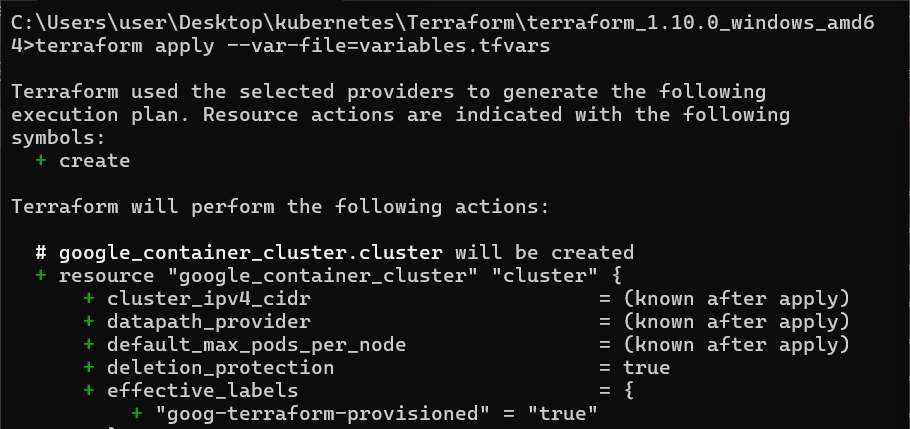 C:\Users\user\Desktop\kubernetes\Terraform\terraform_1.10.0_windows_amd6
4>terraform apply --var-file=variables.tfvars
Terraform used the selected providers to generate the following
execution plan. Resource actions are indicated with the following
symbols:
  + create
Terraform will perform the following actions:
  # google_container_cluster.cluster will be created
  + resource "google_container_cluster" "cluster" {
      + cluster_ipv4_cidr                        = (known after apply)
      + datapath_provider                        = (known after apply)
      + default_max_pods_per_node                = (known after apply)
      + deletion_protection                      = true
      + effective_labels                         = {
          + "goog-terraform-provisioned" = "true"